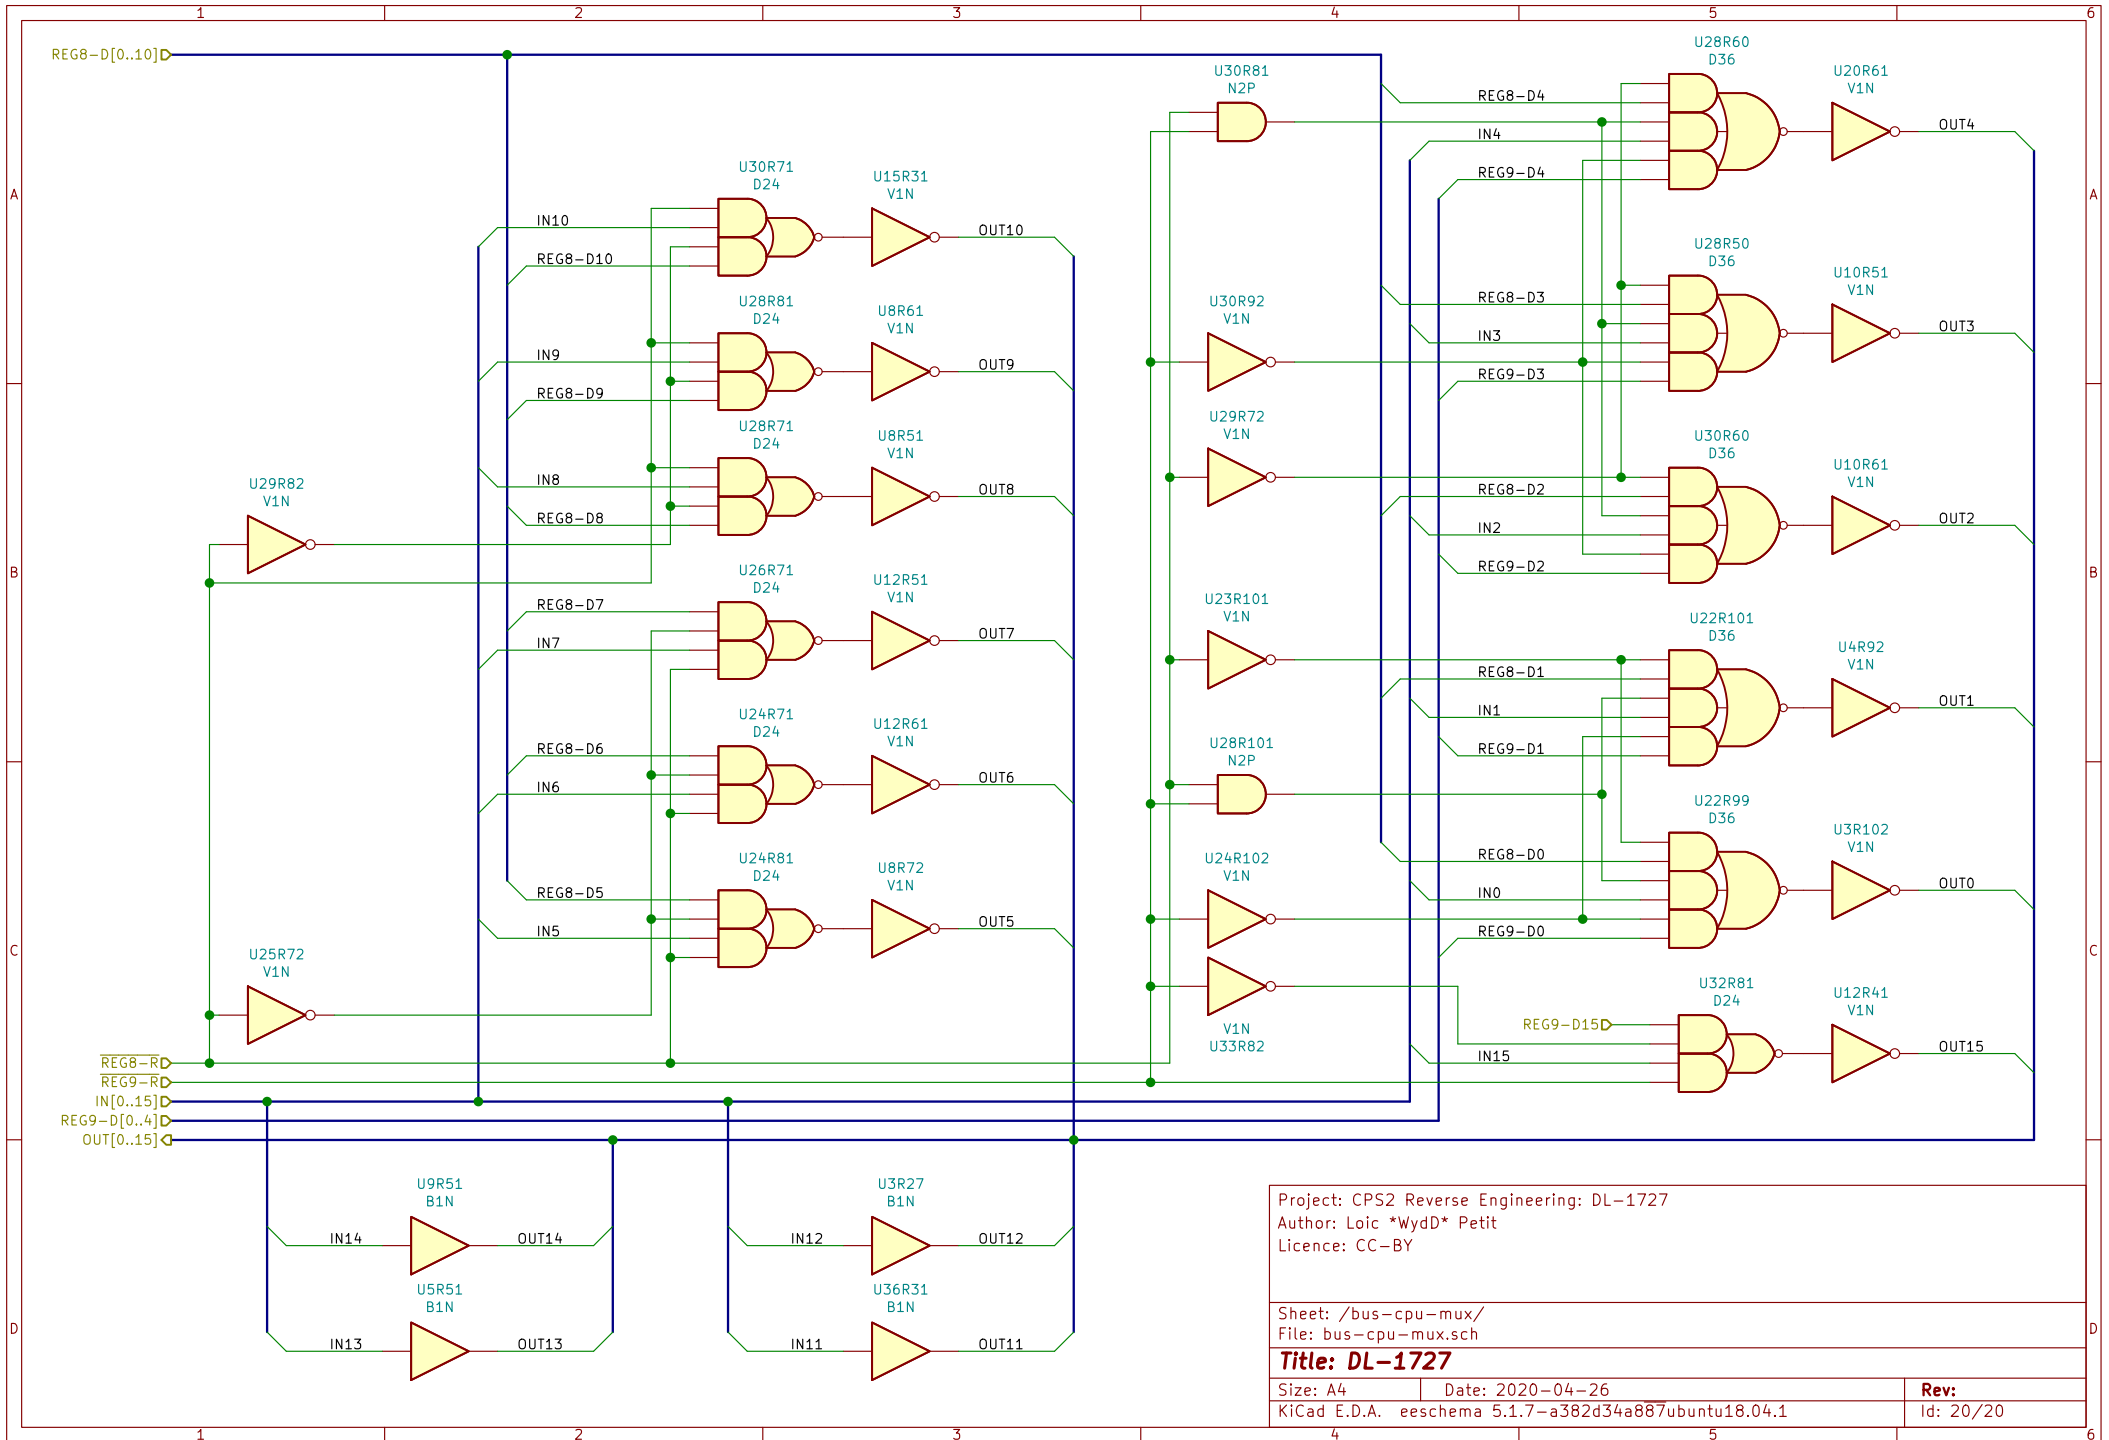 1 2 3 4 5 6
REG8-D[0..10]
U30R71
D24
IN10
REG8-D10
U15R31
V1N
OUT10
U28R81
D24
IN9
REG8-D9
U8R61
V1N
OUT9
U28R71
D24
IN8
REG8-D8
U8R51
V1N
OUT8
U29R82
V1N
U26R71
D24
REG8-D7
IN7
U12R51
V1N
OUT7
U24R71
D24
REG8-D6
IN6
U12R61
V1N
OUT6
U24R81
D24
REG8-D5
IN5
U8R72
V1N
OUT5
U25R72
V1N
REG8-R
REG9-R
IN[0..15]
REG9-D[0..4]
OUT[0..15]
U30R81
N2P
U30R92
V1N
U29R72
V1N
U23R101
V1N
U28R101
N2P
U24R102
V1N
V1N
U33R82
U28R60
D36
REG8-D4
IN4
REG9-D4
U20R61
V1N
OUT4
U28R50
D36
REG8-D3
IN3
REG9-D3
U10R51
V1N
OUT3
U30R60
D36
REG8-D2
IN2
REG9-D2
U10R61
V1N
OUT2
U22R101
D36
REG8-D1
IN1
REG9-D1
U4R92
V1N
OUT1
U22R99
D36
REG8-D0
IN0
REG9-D0
U3R102
V1N
OUT0
U32R81
D24
REG9-D15
IN15
U12R41
V1N
OUT15
U9R51
B1N
IN14
OUT14
U5R51
B1N
IN13
OUT13
U3R27
B1N
IN12
OUT12
U36R31
B1N
IN11
OUT11
A
B
C
D
A
B
C
D
Project: CPS2 Reverse Engineering: DL-1727
Author: Loic *WydD* Petit
Licence: CC-BY
Sheet: /bus-cpu-mux/
File: bus-cpu-mux.sch
Title: DL-1727
Size: A4 Date: 2020-04-26 Rev:
KiCad E.D.A. eeschema 5.1.7-a382d34a887ubuntu18.04.1 Id: 20/20
1 2 3 4 5 6